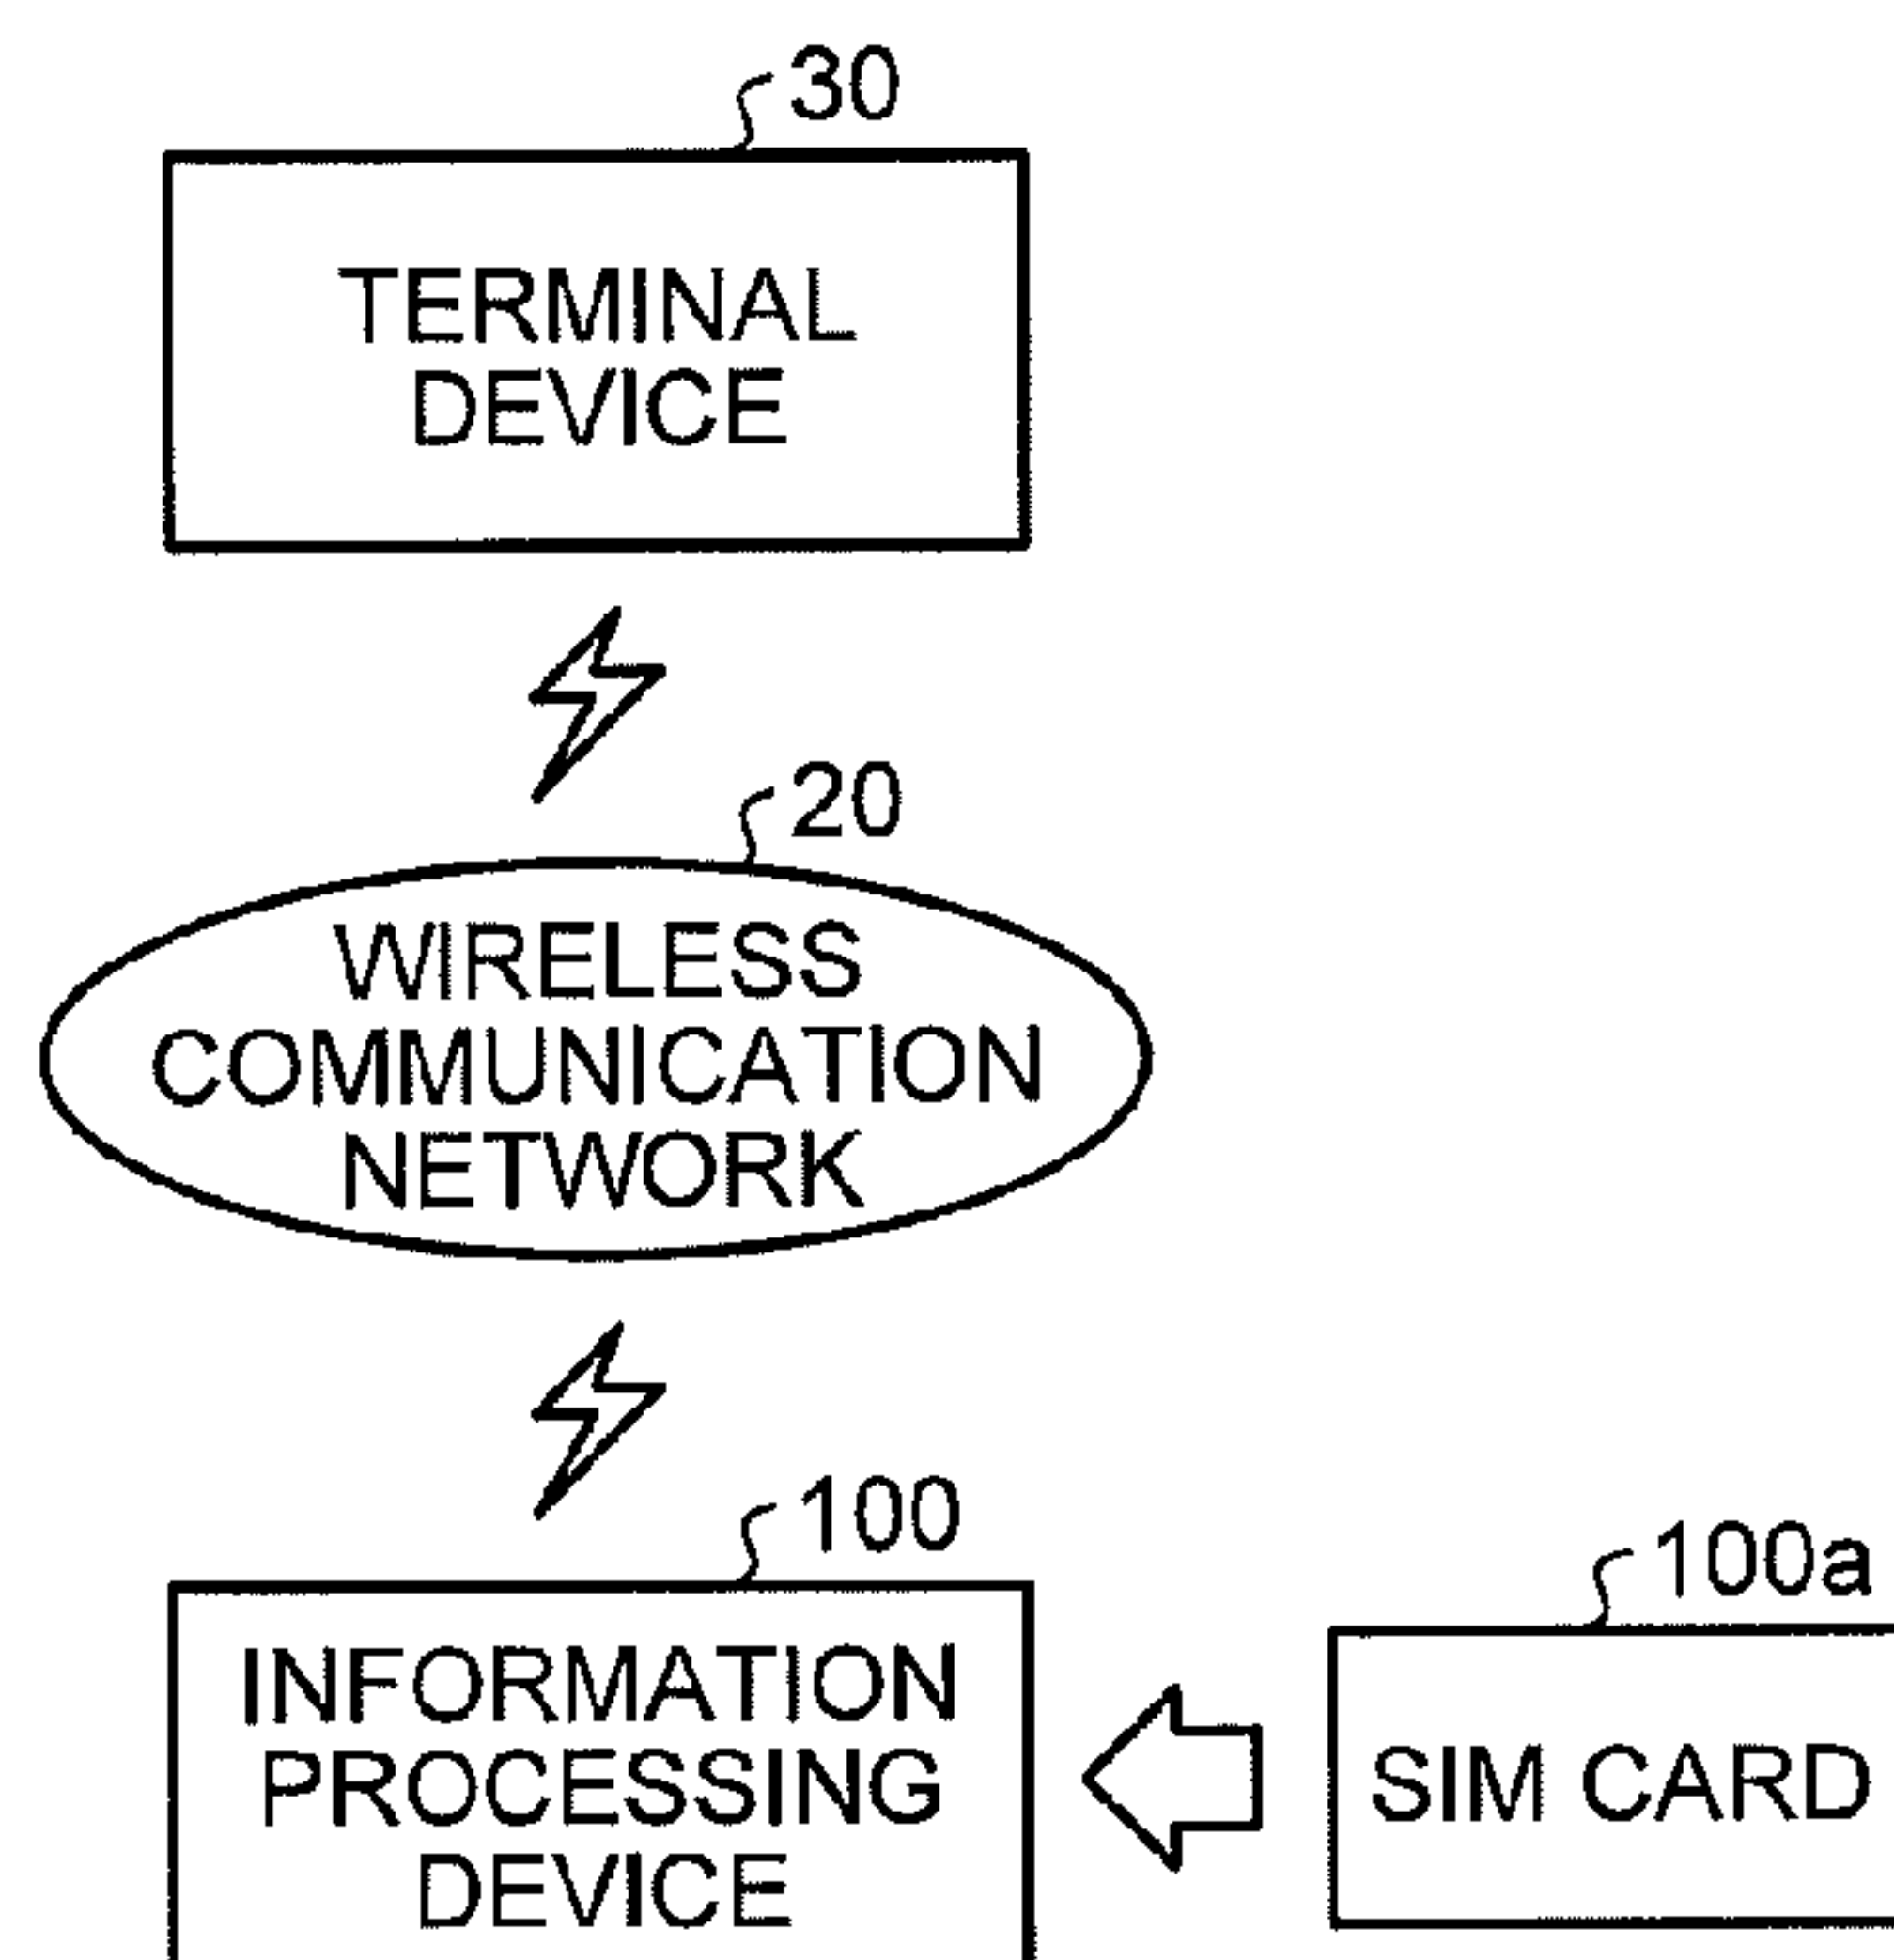 30
TERMINAL
DEVICE
20
WIRELESS
COMMUNICATION
NETWORK
100
INFORMATION
PROCESSING
DEVICE
100a
SIM CARD